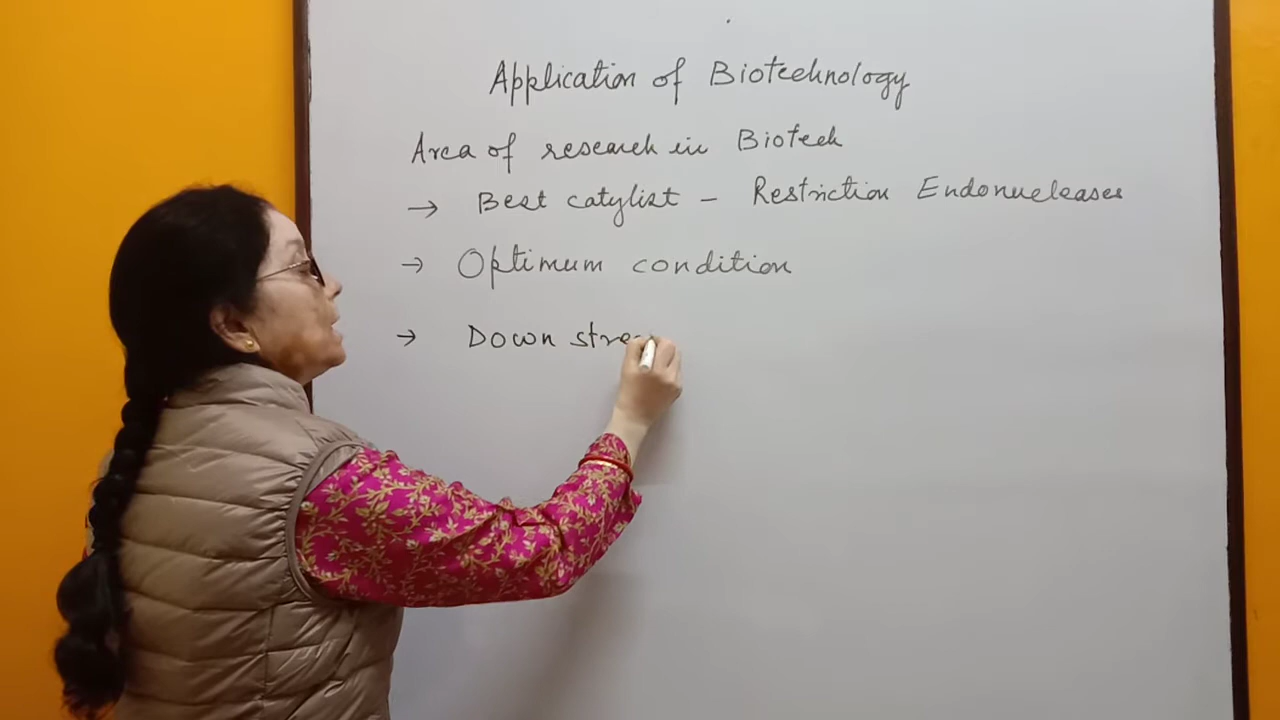 Application of Biotechnology
Area of research in Biotech
→ Best catylist - Restriction Endonucleases
→ Optimum condition
→ Down stre